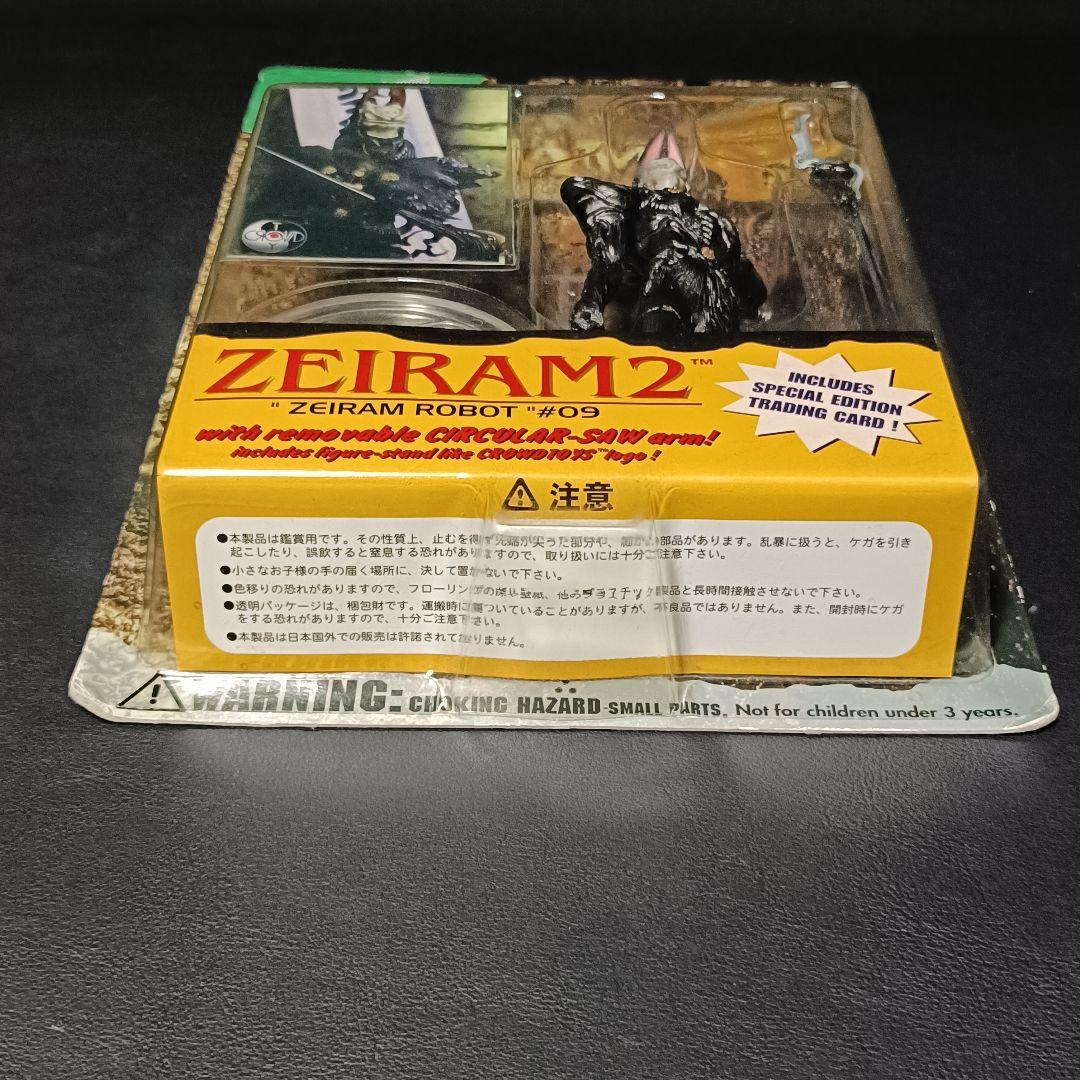 CROWD
TOY
ZEIRAM2™
"ZEIRAM ROBOT"#09
with removable CIRCULAR-SAW arm!
includes figure-stand like CROWDTOYS™ logo!
INCLUDES
SPECIAL EDITION
TRADING CARD!
注意
●本製品は鑑賞用です。その性質上、止むを得ず先端が尖った部分や、細かい部品があります。乱暴に扱うと、ケガを引き
起こしたり、誤飲すると窒息する恐れがありますので、取り扱いには十分ご注意下さい。
●小さなお子様の手の届く場所に、決して置かないで下さい。
●色移りの恐れがありますので、フローリング の床や壁紙、他のプラスチック製品と長時間接触させないで下さい。
●透明パッケージは、梱包財です。運搬時に傷ついていることがありますが、不良品ではありません。また、開封時にケガ
をする恐れがありますので、十分ご注意下さい。
●本製品は日本国外での販売は許諾されておりません。
WARNING: CHOKING HAZARD-SMALL PARTS. Not for children under 3 years.